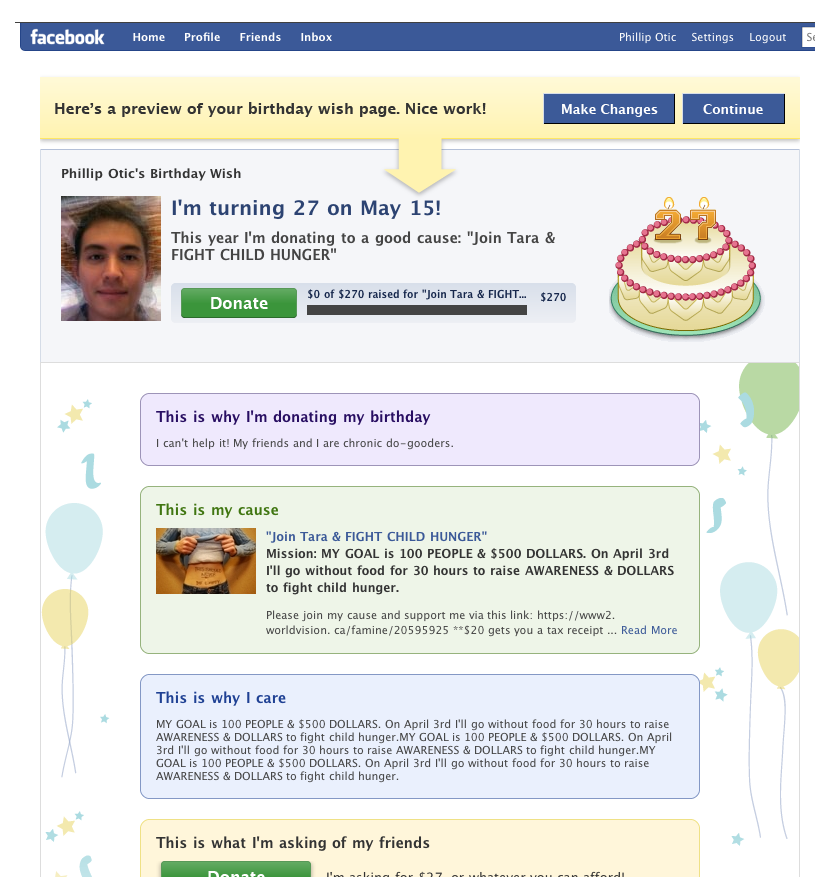 facebook Home Profile Friends Inbox Phillip Otic Settings Logout Se
Here's a preview of your birthday wish page. Nice work! Make Changes Continue
Phillip Otic's Birthday Wish
I'm turning 27 on May 15!
This year I'm donating to a good cause: "Join Tara &
FIGHT CHILD HUNGER"
Donate $0 of $270 raised for "Join Tara & FIGHT... $270
27
This is why I'm donating my birthday
I can't help it! My friends and I are chronic do-gooders.
This is my cause
"Join Tara & FIGHT CHILD HUNGER"
Mission: MY GOAL is 100 PEOPLE & $500 DOLLARS. On April 3rd
I'll go without food for 30 hours to raise AWARENESS & DOLLARS
to fight child hunger.
Please join my cause and support me via this link: https://www2.
worldvision. ca/famine/20595925 **$20 gets you a tax receipt ... Read More
This is why I care
MY GOAL is 100 PEOPLE & $500 DOLLARS. On April 3rd I'll go without food for 30 hours to raise
AWARENESS & DOLLARS to fight child hunger.MY GOAL is 100 PEOPLE & $500 DOLLARS. On April
3rd I'll go without food for 30 hours to raise AWARENESS & DOLLARS to fight child hunger.MY
GOAL is 100 PEOPLE & $500 DOLLARS. On April 3rd I'll go without food for 30 hours to raise
AWARENESS & DOLLARS to fight child hunger.
This is what I'm asking of my friends
Donate I'm asking for $27, or whatever you can afford!